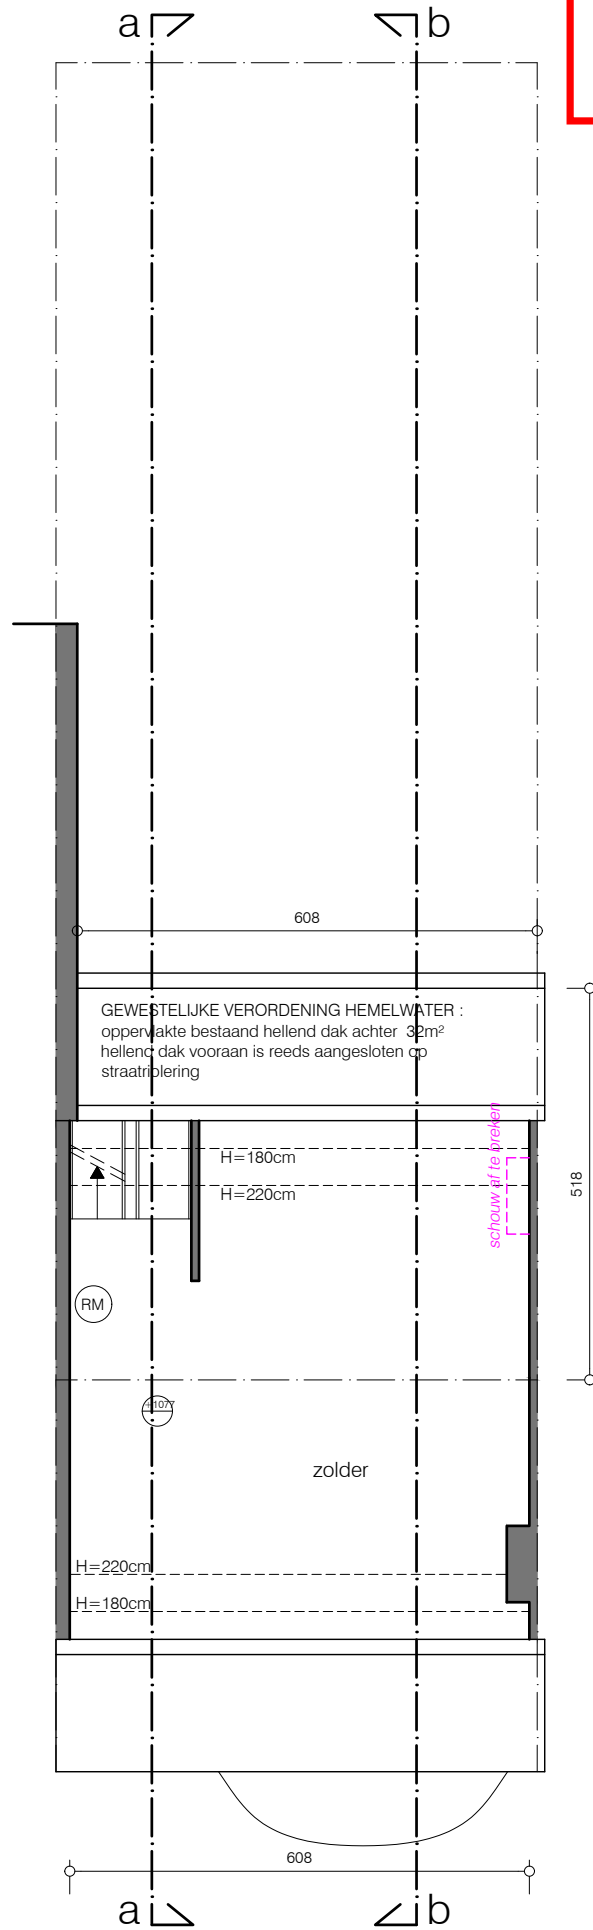 a
b
608
GEWESTELIJKE VERORDENING HEMELWATER :
oppervlakte bestaand hellend dak achter 32m²
hellend dak vooraan is reeds aangesloten op
straatriolering
schouw af te breken
H=180cm
H=220cm
518
RM
+1077
zolder
H=220cm
H=180cm
608
a
b